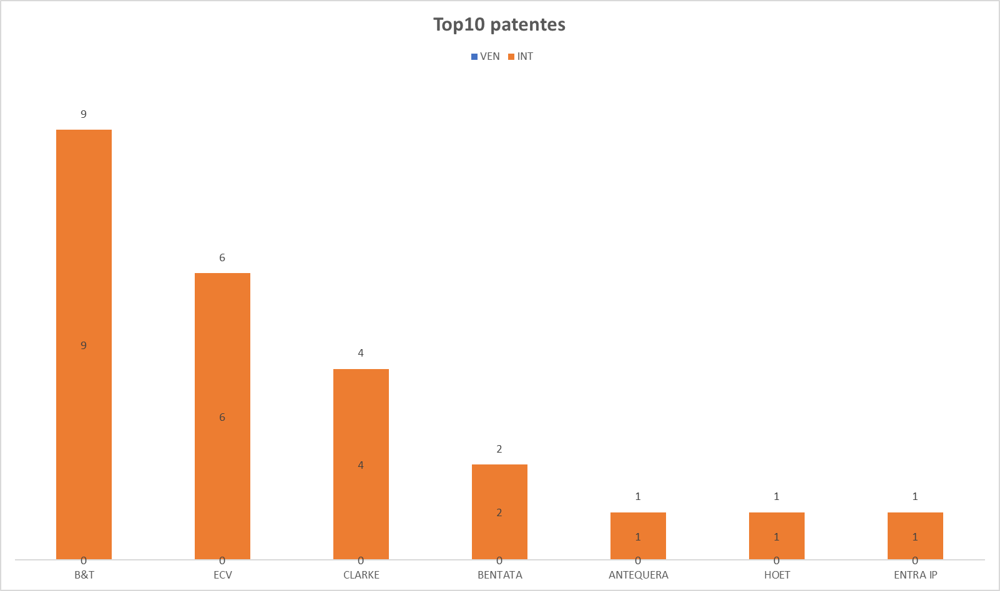 Top10 patentes
VEN INT
9
6
4
2
1 1 1
9
6
4
2
1 1 1
0 0 0 0 0 0 0
B&T ECV CLARKE BENTATA ANTEQUERA HOET ENTRA IP